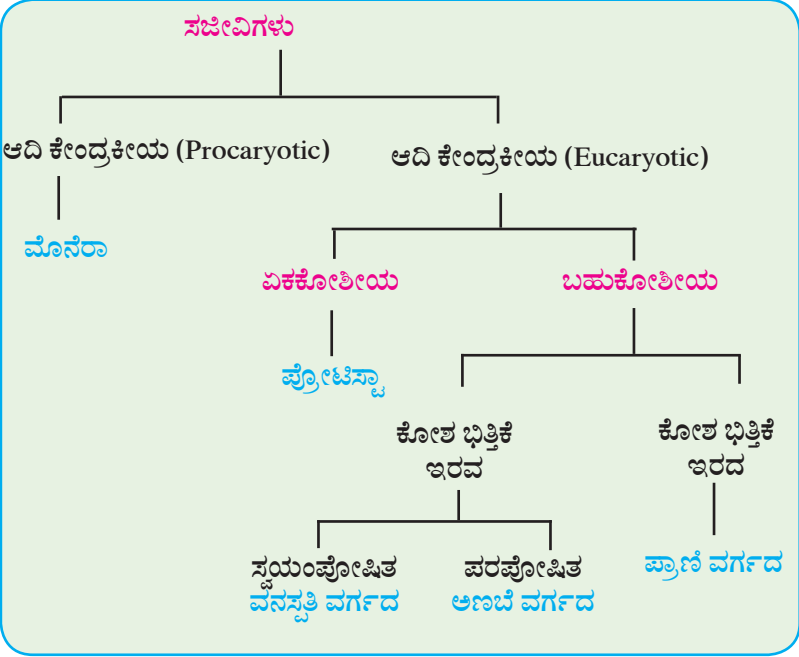 ಸಜೀವಿಗಳು
ಆದಿ ಕೇಂದ್ರಕೀಯ (Procaryotic)
ಆದಿ ಕೇಂದ್ರಕೀಯ (Eucaryotic)
ಮೊನೆರಾ
ಏಕಕೋಶೀಯ
ಬಹುಕೋಶೀಯ
ಪ್ರೋಟಿಸ್ಟಾ
ಕೋಶ ಭಿತ್ತಿಕೆ
ಇರವ
ಕೋಶ ಭಿತ್ತಿಕೆ
ಇರದ
ಸ್ವಯಂಪೋಷಿತ
ವನಸ್ಪತಿ ವರ್ಗದ
ಪರಪೋಷಿತ
ಅಣಬೆ ವರ್ಗದ
ಪ್ರಾಣಿ ವರ್ಗದ